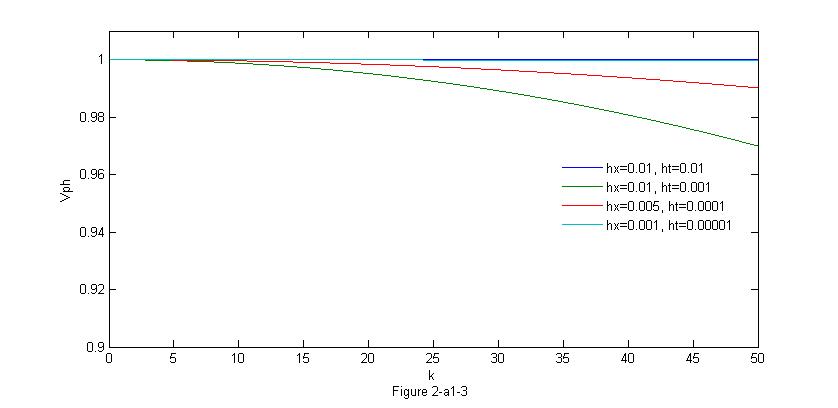 1
0.98
0.96
0.94
0.92
0.9
Vph
hx=0.01, ht=0.01
hx=0.01, ht=0.001
hx=0.005, ht=0.0001
hx=0.001, ht=0.00001
0 5 10 15 20 25 30 35 40 45 50
k
Figure 2-a1-3